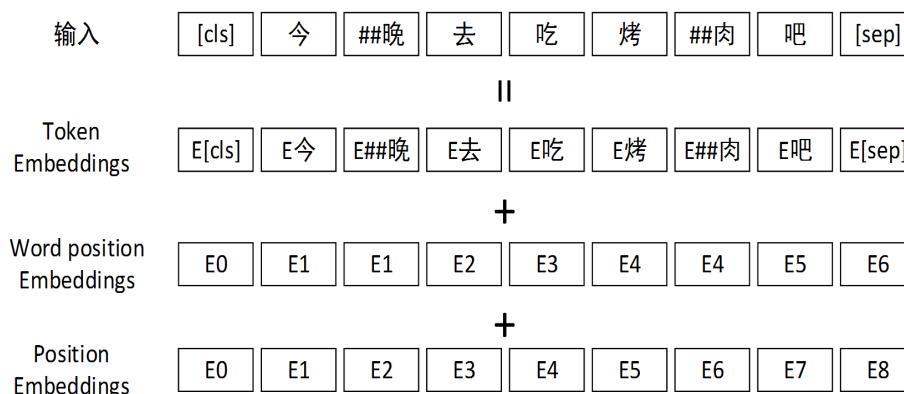 输入 [cls] 今 ##晚 去 吃 烤 ##肉 吧 [sep]
=
Token
Embeddings E[cls] E今 E##晚 E去 E吃 E烤 E##肉 E吧 E[sep]
+
Word position
Embeddings E0 E1 E1 E2 E3 E4 E4 E5 E6
+
Position
Embeddings E0 E1 E2 E3 E4 E5 E6 E7 E8